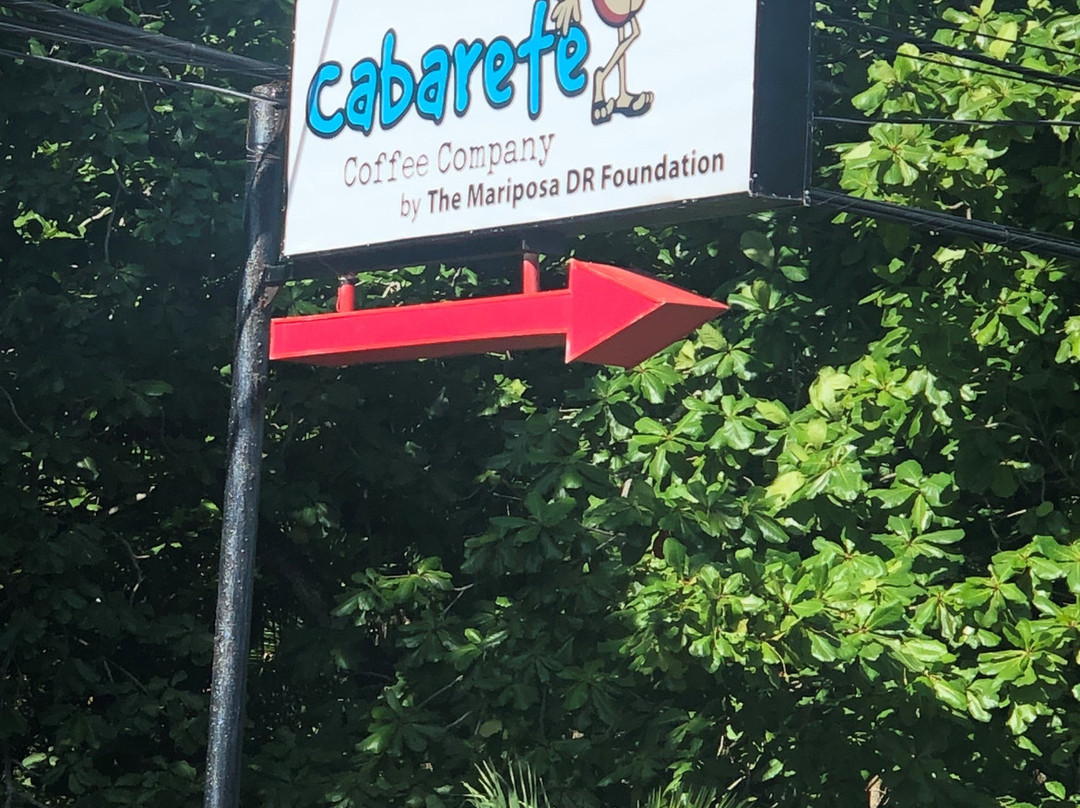 cabarete
Coffee Company
by The Mariposa DR Foundation